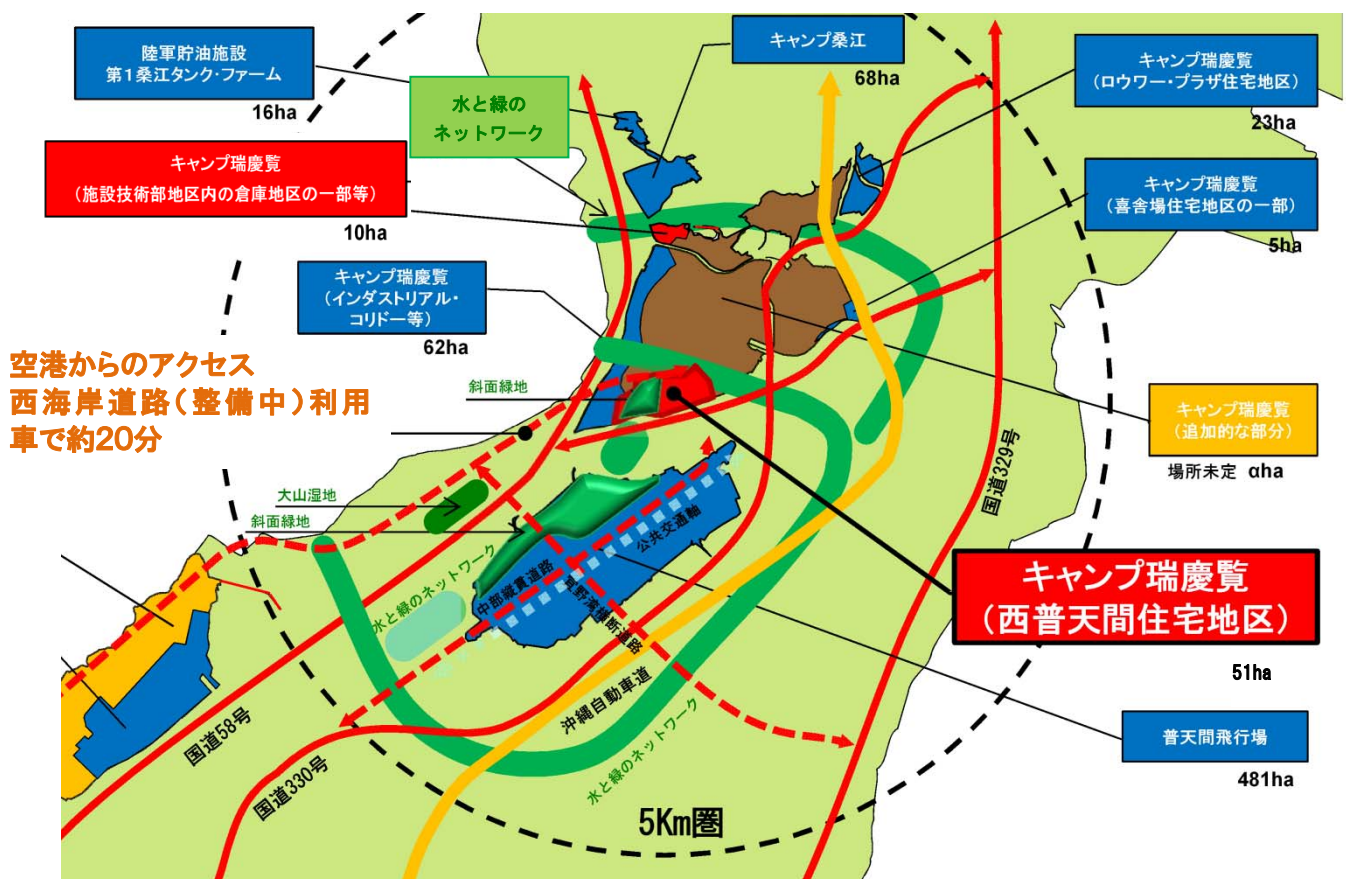 陸軍貯油施設
第1桑江タンク・ファーム
16ha
水と緑の
ネットワーク
キャンプ桑江
68ha
キャンプ瑞慶覧
(ロウワー・プラザ住宅地区)
23ha
キャンプ瑞慶覧
(施設技術部地区内の倉庫地区の一部等)
10ha
キャンプ瑞慶覧
(喜舎場住宅地区の一部)
5ha
キャンプ瑞慶覧
(インダストリアル・
コリドー等)
62ha
空港からのアクセス
西海岸道路(整備中)利用
車で約20分
斜面緑地
キャンプ瑞慶覧
(追加的な部分)
場所未定 αha
大山湿地
斜面緑地
国道329号
公共交通軸
中部縦貫道路
宜野湾横断道路
水と緑のネットワーク
キャンプ瑞慶覧
(西普天間住宅地区)
51ha
沖縄自動車道
国道58号
国道330号
水と緑のネットワーク
普天間飛行場
481ha
5Km圏